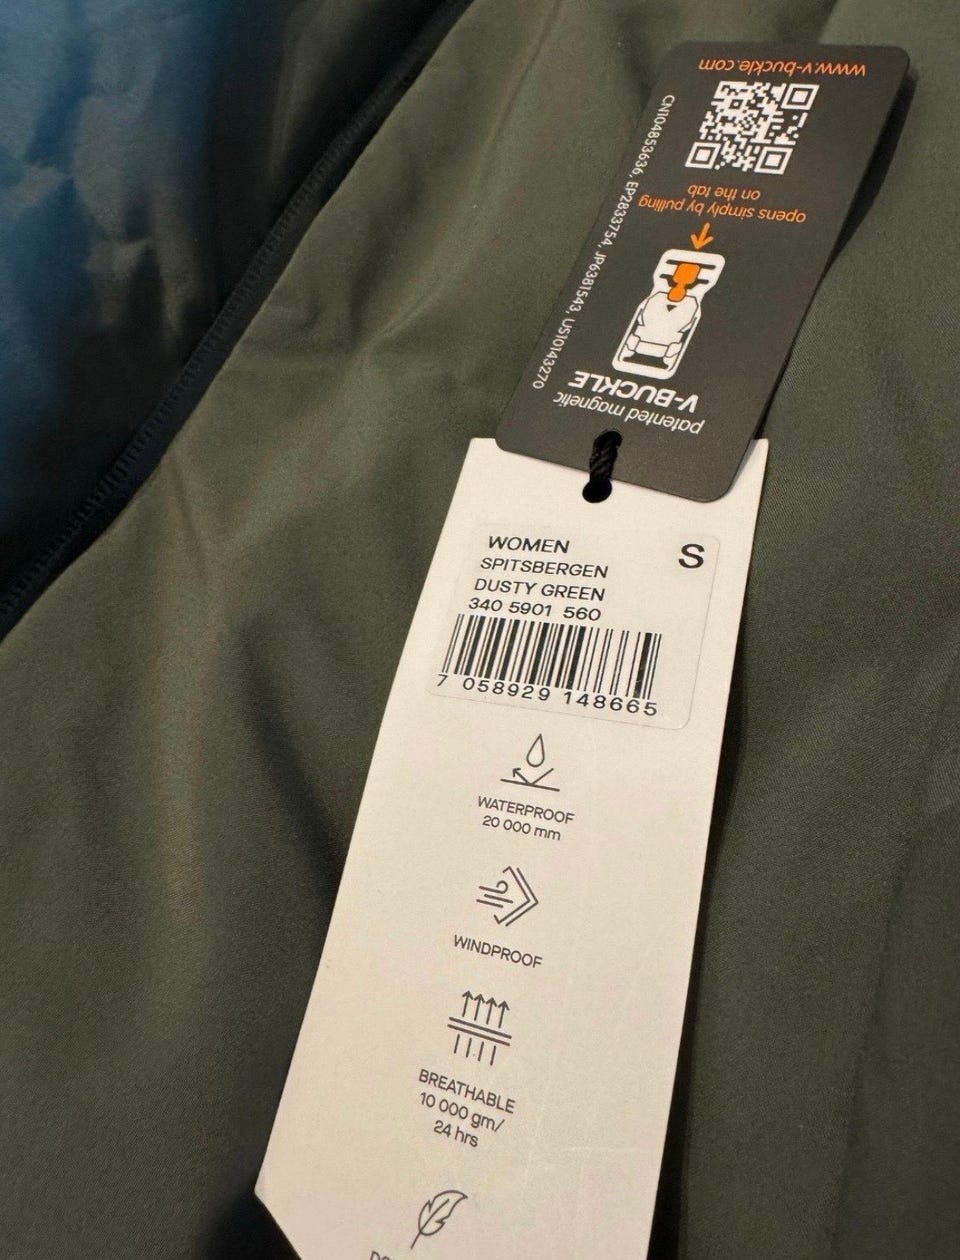 www.v-buckle.com
opens simply by pulling
on the tab
patented magnetic
V-BUCKLE
CN104853636, EP2833754, JP6381543, US10143270
WOMEN
S
SPITSBERGEN
DUSTY GREEN
340 5901 560
7 058929 148665
WATERPROOF
20 000 mm
WINDPROOF
BREATHABLE
10 000 gm/
24 hrs